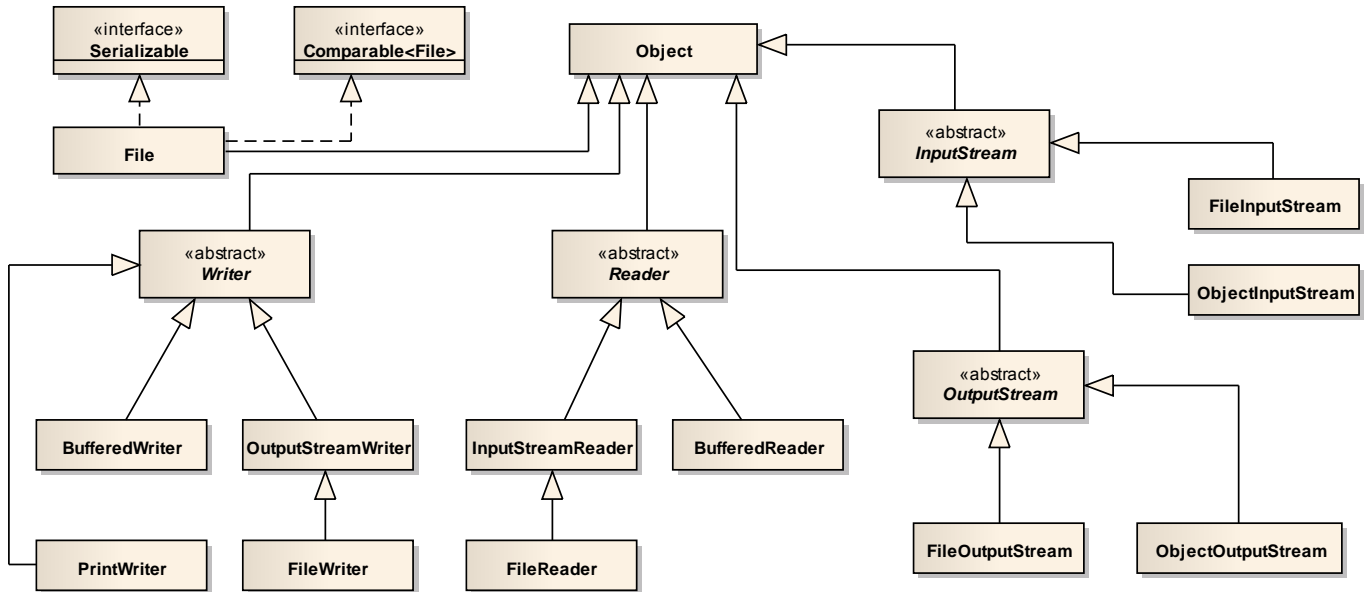 «interface»
Serializable
«interface»
Comparable<File>
Object
«abstract»
InputStream
File
FileInputStream
«abstract»
Writer
«abstract»
Reader
ObjectInputStream
«abstract»
OutputStream
BufferedWriter
OutputStreamWriter
InputStreamReader
BufferedReader
FileOutputStream
ObjectOutputStream
PrintWriter
FileWriter
FileReader